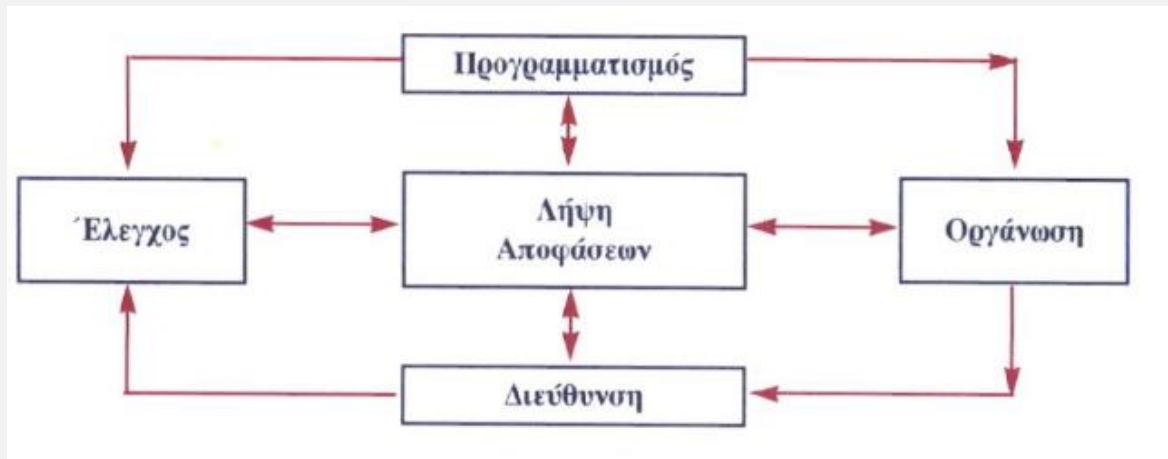 Προγραμματισμός
Έλεγχος
Λήψη
Αποφάσεων
Οργάνωση
Διεύθυνση